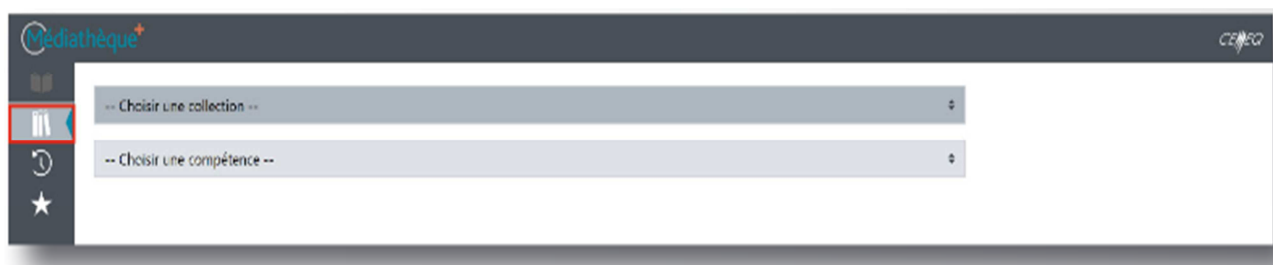 Médiathèque+
CEMEQ
-- Choisir une collection --
-- Choisir une compétence --